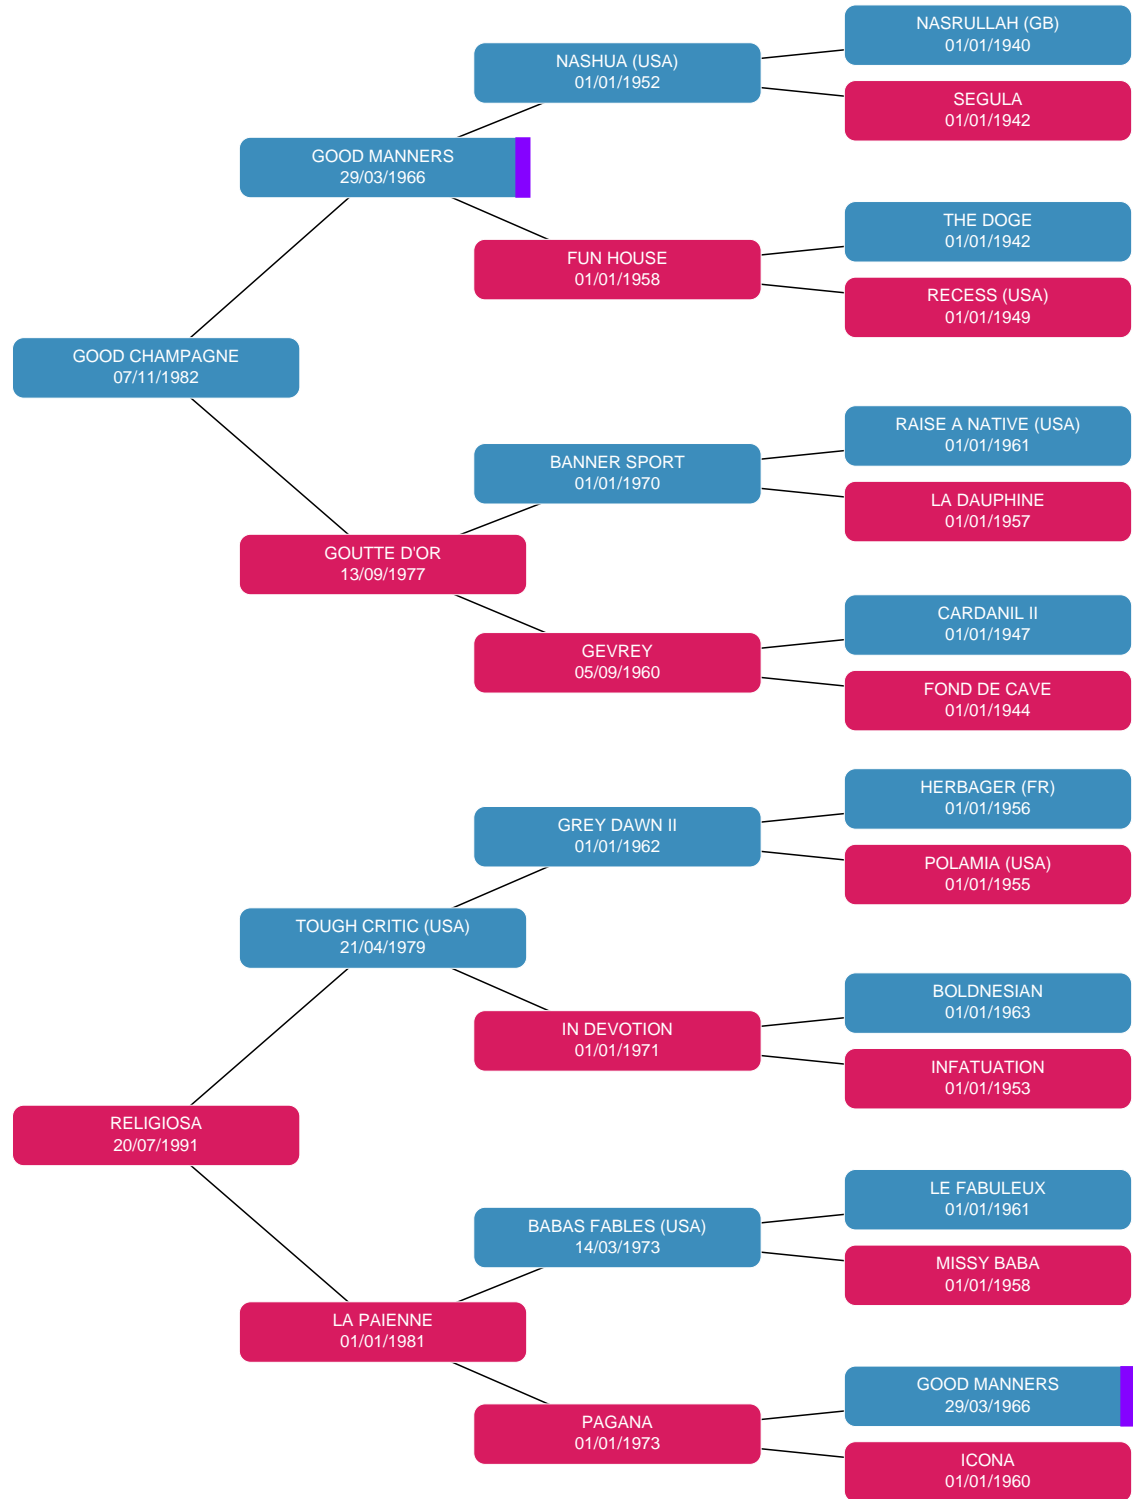 NASRULLAH (GB)
01/01/1940
NASHUA (USA)
01/01/1952
SEGULA
01/01/1942
GOOD MANNERS
29/03/1966
THE DOGE
01/01/1942
FUN HOUSE
01/01/1958
RECESS (USA)
01/01/1949
GOOD CHAMPAGNE
07/11/1982
RAISE A NATIVE (USA)
01/01/1961
BANNER SPORT
01/01/1970
LA DAUPHINE
01/01/1957
GOUTTE D'OR
13/09/1977
CARDANIL II
01/01/1947
GEVREY
05/09/1960
FOND DE CAVE
01/01/1944
HERBAGER (FR)
01/01/1956
GREY DAWN II
01/01/1962
POLAMIA (USA)
01/01/1955
TOUGH CRITIC (USA)
21/04/1979
BOLDNESIAN
01/01/1963
IN DEVOTION
01/01/1971
INFATUATION
01/01/1953
RELIGIOSA
20/07/1991
LE FABULEUX
01/01/1961
BABAS FABLES (USA)
14/03/1973
MISSY BABA
01/01/1958
LA PAIENNE
01/01/1981
GOOD MANNERS
29/03/1966
PAGANA
01/01/1973
ICONA
01/01/1960